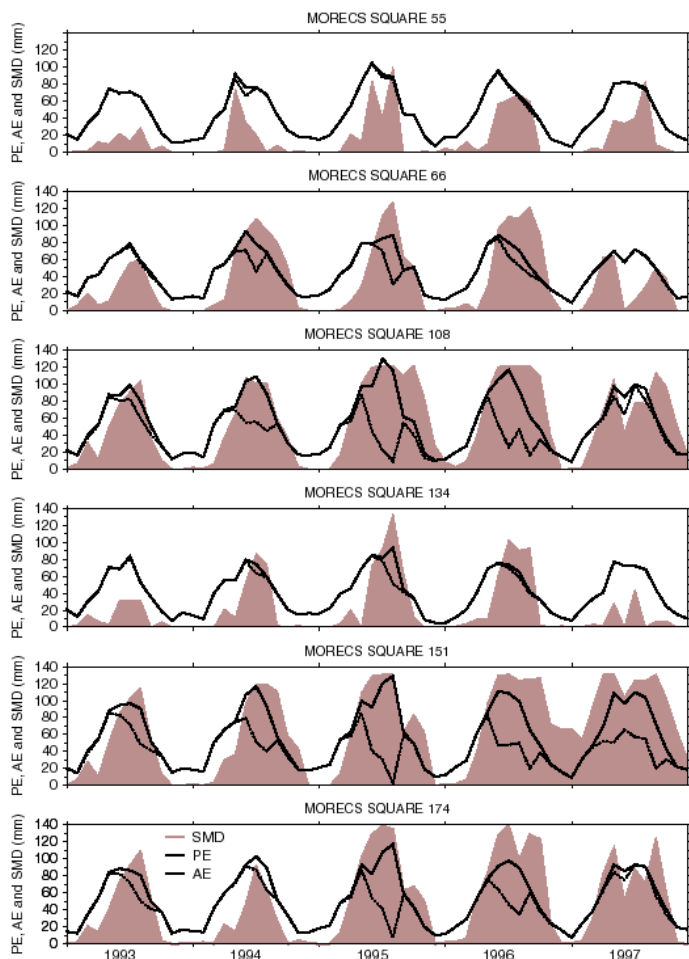 MORECS SQUARE 55
PE, AE and SMD (mm)
120
100
80
60
40
20
0
MORECS SQUARE 66
PE, AE and SMD (mm)
140
120
100
80
60
40
20
0
MORECS SQUARE 108
PE, AE and SMD (mm)
140
120
100
80
60
40
20
0
MORECS SQUARE 134
PE, AE and SMD (mm)
140
120
100
80
60
40
20
0
MORECS SQUARE 151
PE, AE and SMD (mm)
140
120
100
80
60
40
20
0
MORECS SQUARE 174
PE, AE and SMD (mm)
140
120
100
80
60
40
20
0
SMD
PE
AE
1993 1994 1995 1996 1997